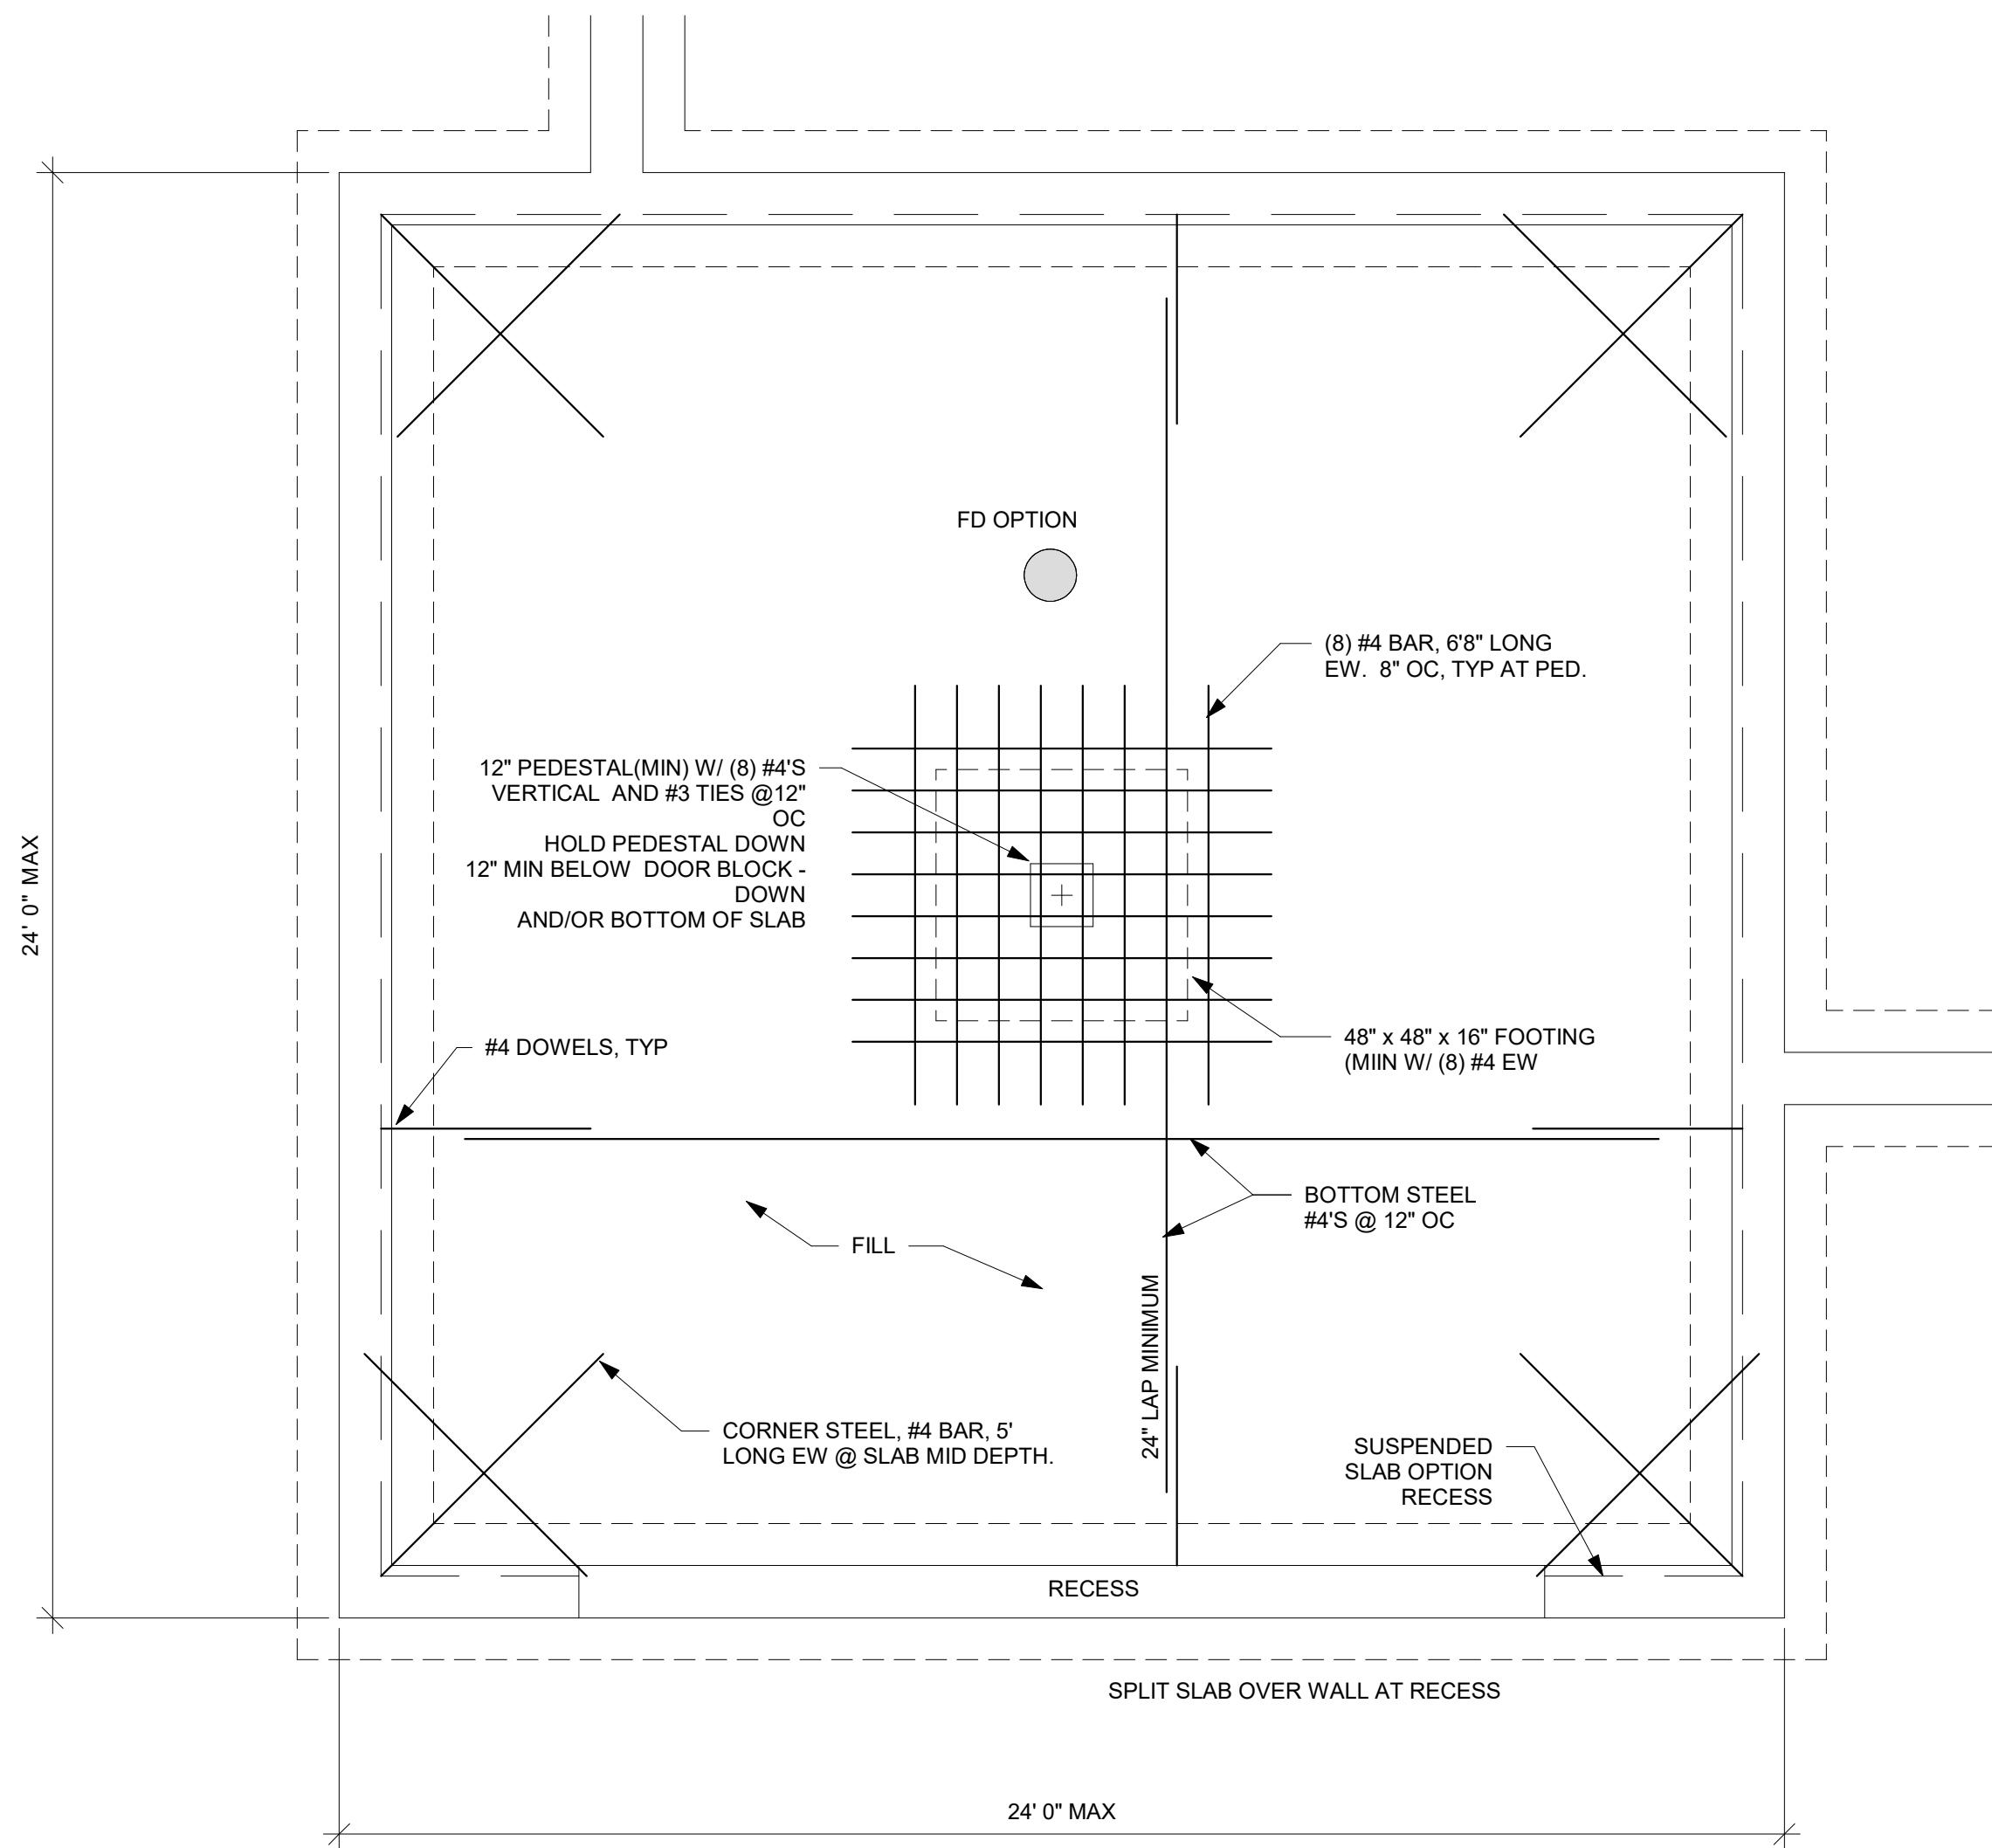 FD OPTION
(8) #4 BAR, 6'8" LONG
EW.  8" OC, TYP AT PED.
12" PEDESTAL(MIN) W/ (8) #4'S
VERTICAL  AND #3 TIES @12"
OC
HOLD PEDESTAL DOWN
12" MIN BELOW  DOOR BLOCK -
DOWN
AND/OR BOTTOM OF SLAB
24' 0" MAX
#4 DOWELS, TYP
48" x 48" x 16" FOOTING
(MIIN W/ (8) #4 EW
BOTTOM STEEL
#4'S @ 12" OC
FILL
24" LAP MINIMUM
CORNER STEEL, #4 BAR, 5'
LONG EW @ SLAB MID DEPTH.
SUSPENDED
SLAB OPTION
RECESS
RECESS
SPLIT SLAB OVER WALL AT RECESS
24' 0" MAX